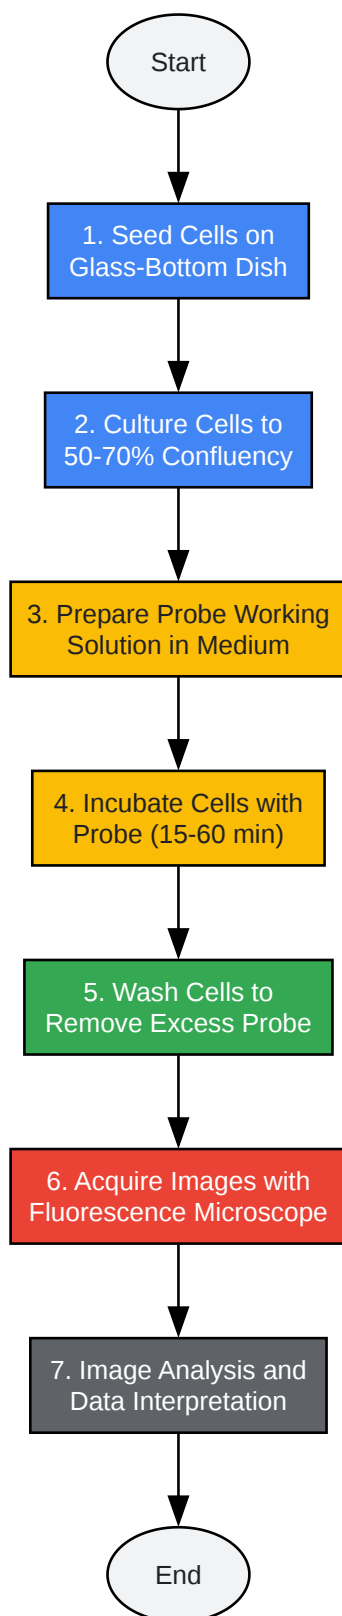 Start
1. Seed Cells on
Glass-Bottom Dish
2. Culture Cells to
50-70% Confluency
3. Prepare Probe Working
Solution in Medium
4. Incubate Cells with
Probe (15-60 min)
5. Wash Cells to
Remove Excess Probe
6. Acquire Images with
Fluorescence Microscope
7. Image Analysis and
Data Interpretation
End